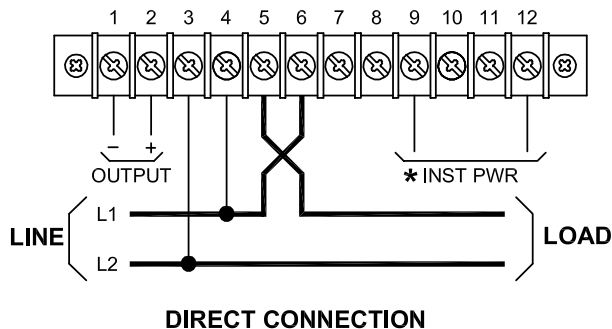 1 2 3 4 5 6 7 8 9 10 11 12
− +
OUTPUT
* INST PWR
L1
LINE
LOAD
L2
DIRECT CONNECTION